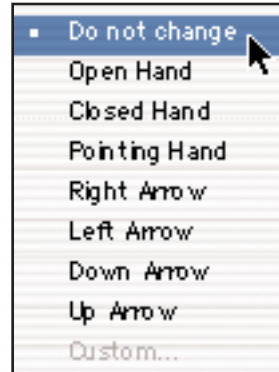 Do not change
Open Hand
Closed Hand
Pointing Hand
Right Arrow
Left Arrow
Down Arrow
Up Arrow
Custom...